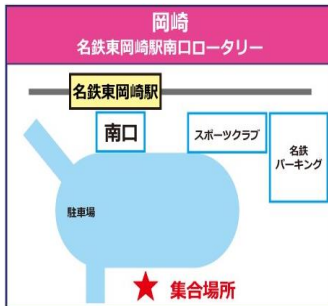 岡崎
名鉄東岡崎駅南口ロータリー
名鉄東岡崎駅
南口
スポーツクラブ
名鉄
パーキング
駐車場
★ 集合場所